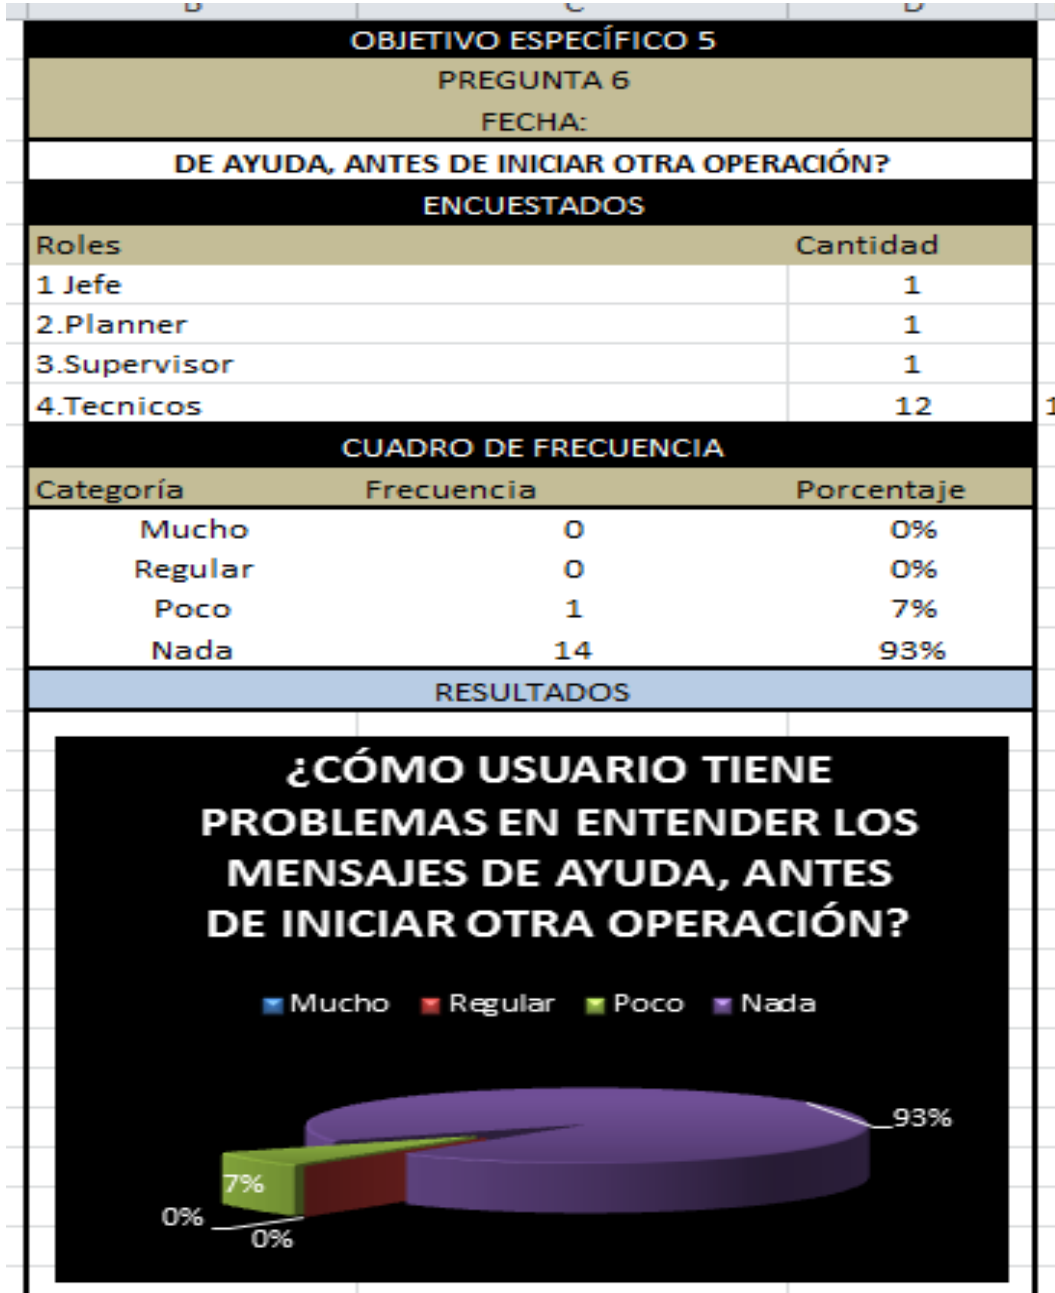 OBJETIVO ESPECÍFICO 5
PREGUNTA 6
FECHA:
DE AYUDA, ANTES DE INICIAR OTRA OPERACIÓN?
ENCUESTADOS
Roles Cantidad
1 Jefe 1
2.Planner 1
3.Supervisor 1
4.Tecnicos 12
CUADRO DE FRECUENCIA
Categoría Frecuencia Porcentaje
Mucho 0 0%
Regular 0 0%
Poco 1 7%
Nada 14 93%
RESULTADOS
¿CÓMO USUARIO TIENE
PROBLEMAS EN ENTENDER LOS
MENSAJES DE AYUDA, ANTES
DE INICIAR OTRA OPERACIÓN?
Mucho Regular Poco Nada
93%
7%
0%
0%